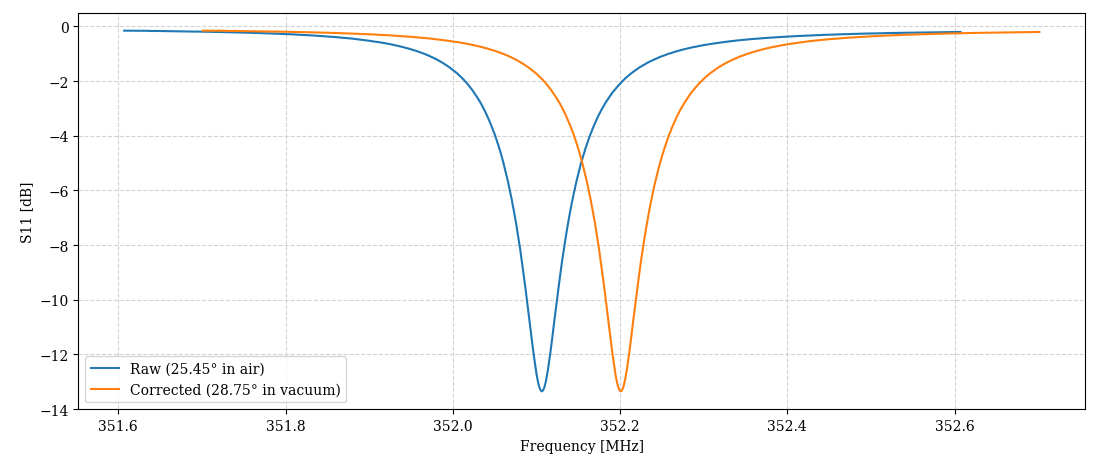 0
−2
−4
−6
−8
−10
−12
−14
S11 [dB]
Raw (25.45° in air)
Corrected (28.75° in vacuum)
351.6 351.8 352.0 352.2 352.4 352.6
Frequency [MHz]